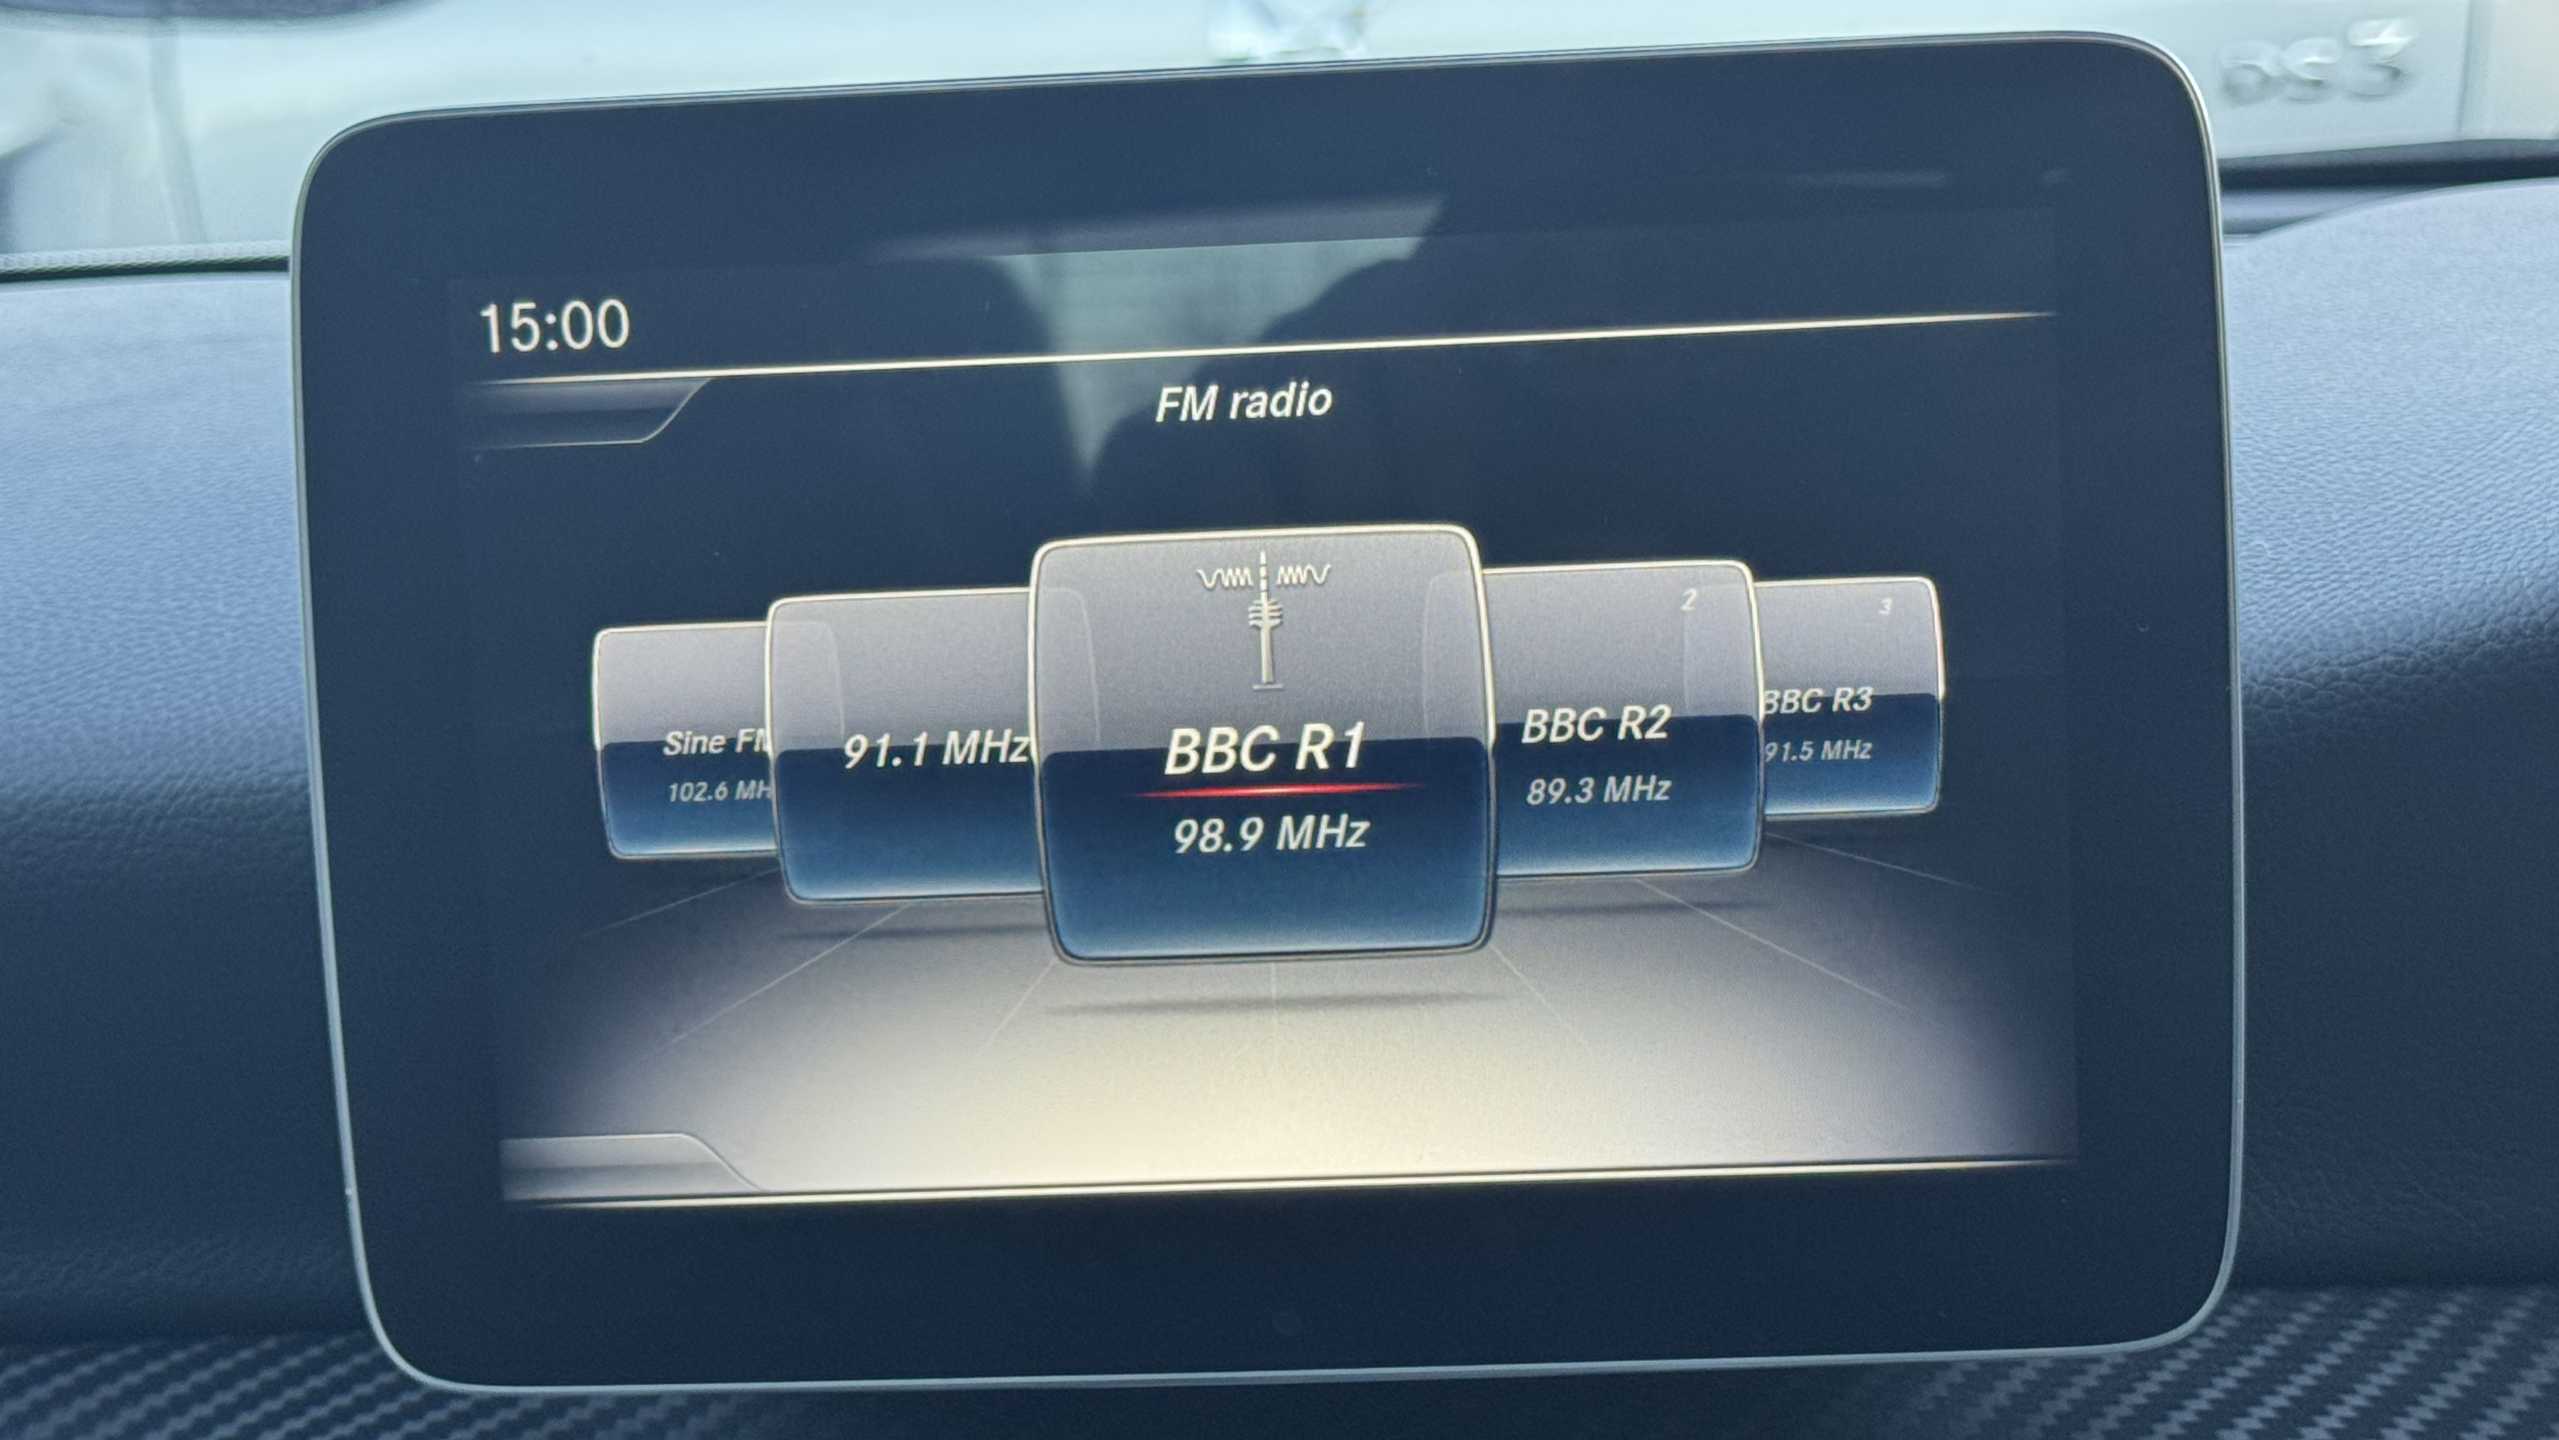 DS3
15:00
FM radio
Sine FM
102.6 MH
91.1 MHz
BBC R1
98.9 MHz
2
BBC R2
89.3 MHz
3
BBC R3
91.5 MHz